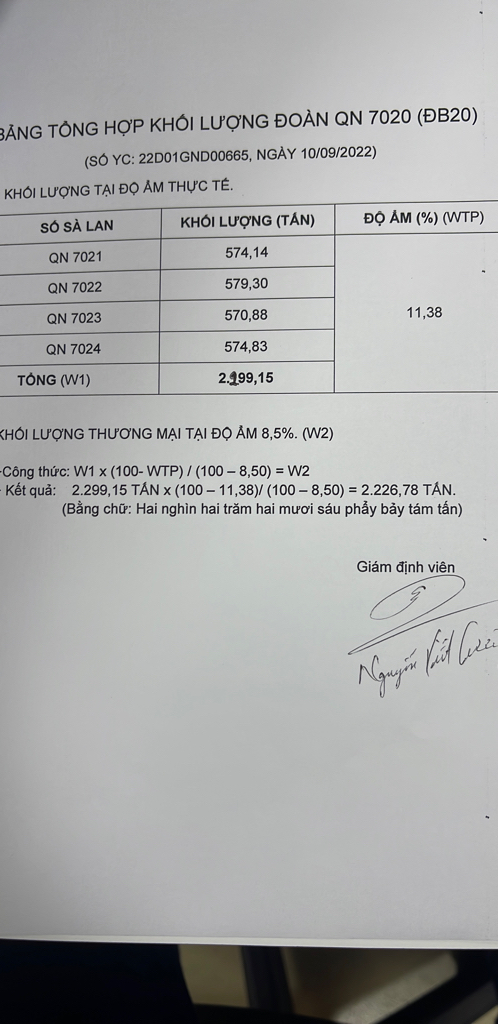 BẢNG TỔNG HỢP KHỐI LƯỢNG ĐOÀN QN 7020 (ĐB20)
(SỐ YC: 22D01GND00665, NGÀY 10/09/2022)
KHỐI LƯỢNG TẠI ĐỘ ẨM THỰC TẾ.
SỐ SÀ LAN KHỐI LƯỢNG (TẤN) ĐỘ ẨM (%) (WTP)
QN 7021 574,14
QN 7022 579,30
QN 7023 570,88
11,38
QN 7024 574,83
TỔNG (W1) 2.299,15
KHỐI LƯỢNG THƯƠNG MẠI TẠI ĐỘ ẨM 8,5%. (W2)
-Công thức: W1 x (100- WTP) / (100 – 8,50) = W2
- Kết quả: 2.299,15 TẤN x (100 – 11,38)/ (100 – 8,50) = 2.226,78 TẤN.
(Bằng chữ: Hai nghìn hai trăm hai mươi sáu phẩy bảy tám tấn)
Giám định viên
Nguyễn Viết